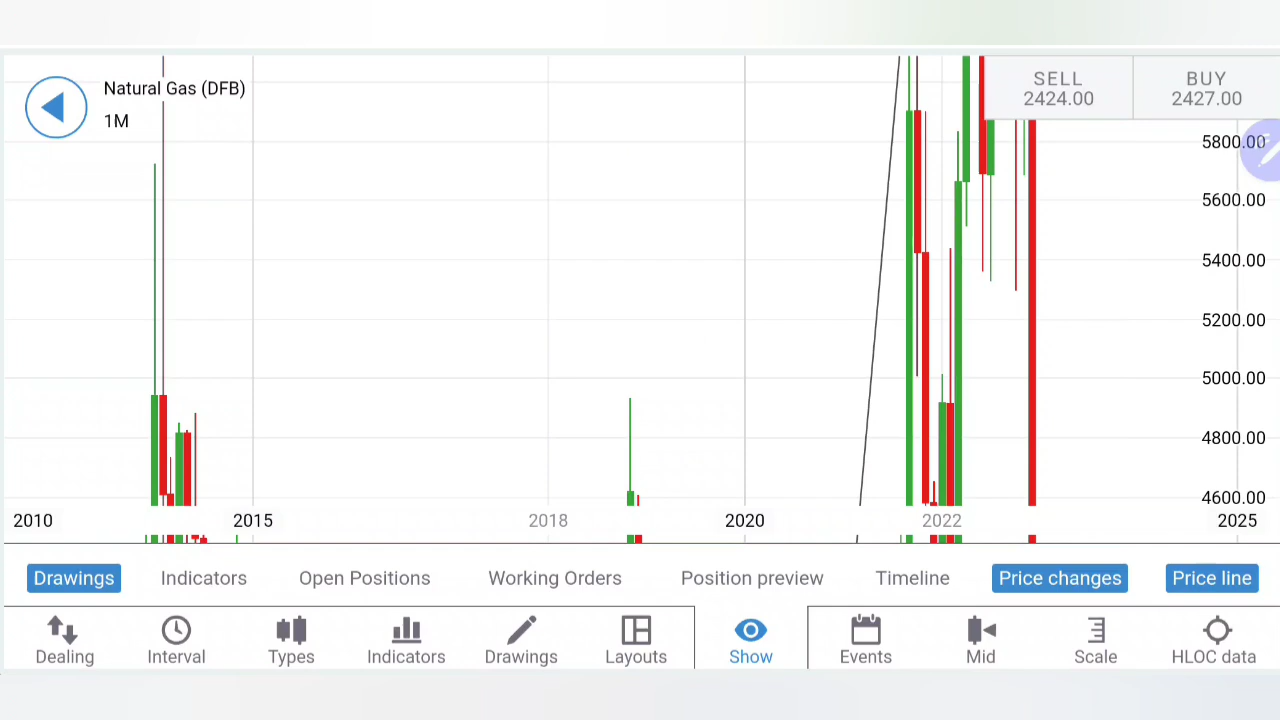 Natural Gas (DFB)
1M
SELL
2424.00
BUY
2427.00
5800.00
5600.00
5400.00
5200.00
5000.00
4800.00
4600.00
2010 2015 2018 2020 2022 2025
Drawings Indicators Open Positions Working Orders Position preview Timeline Price changes Price line
Dealing Interval Types Indicators Drawings Layouts Show Events Mid Scale HLOC data